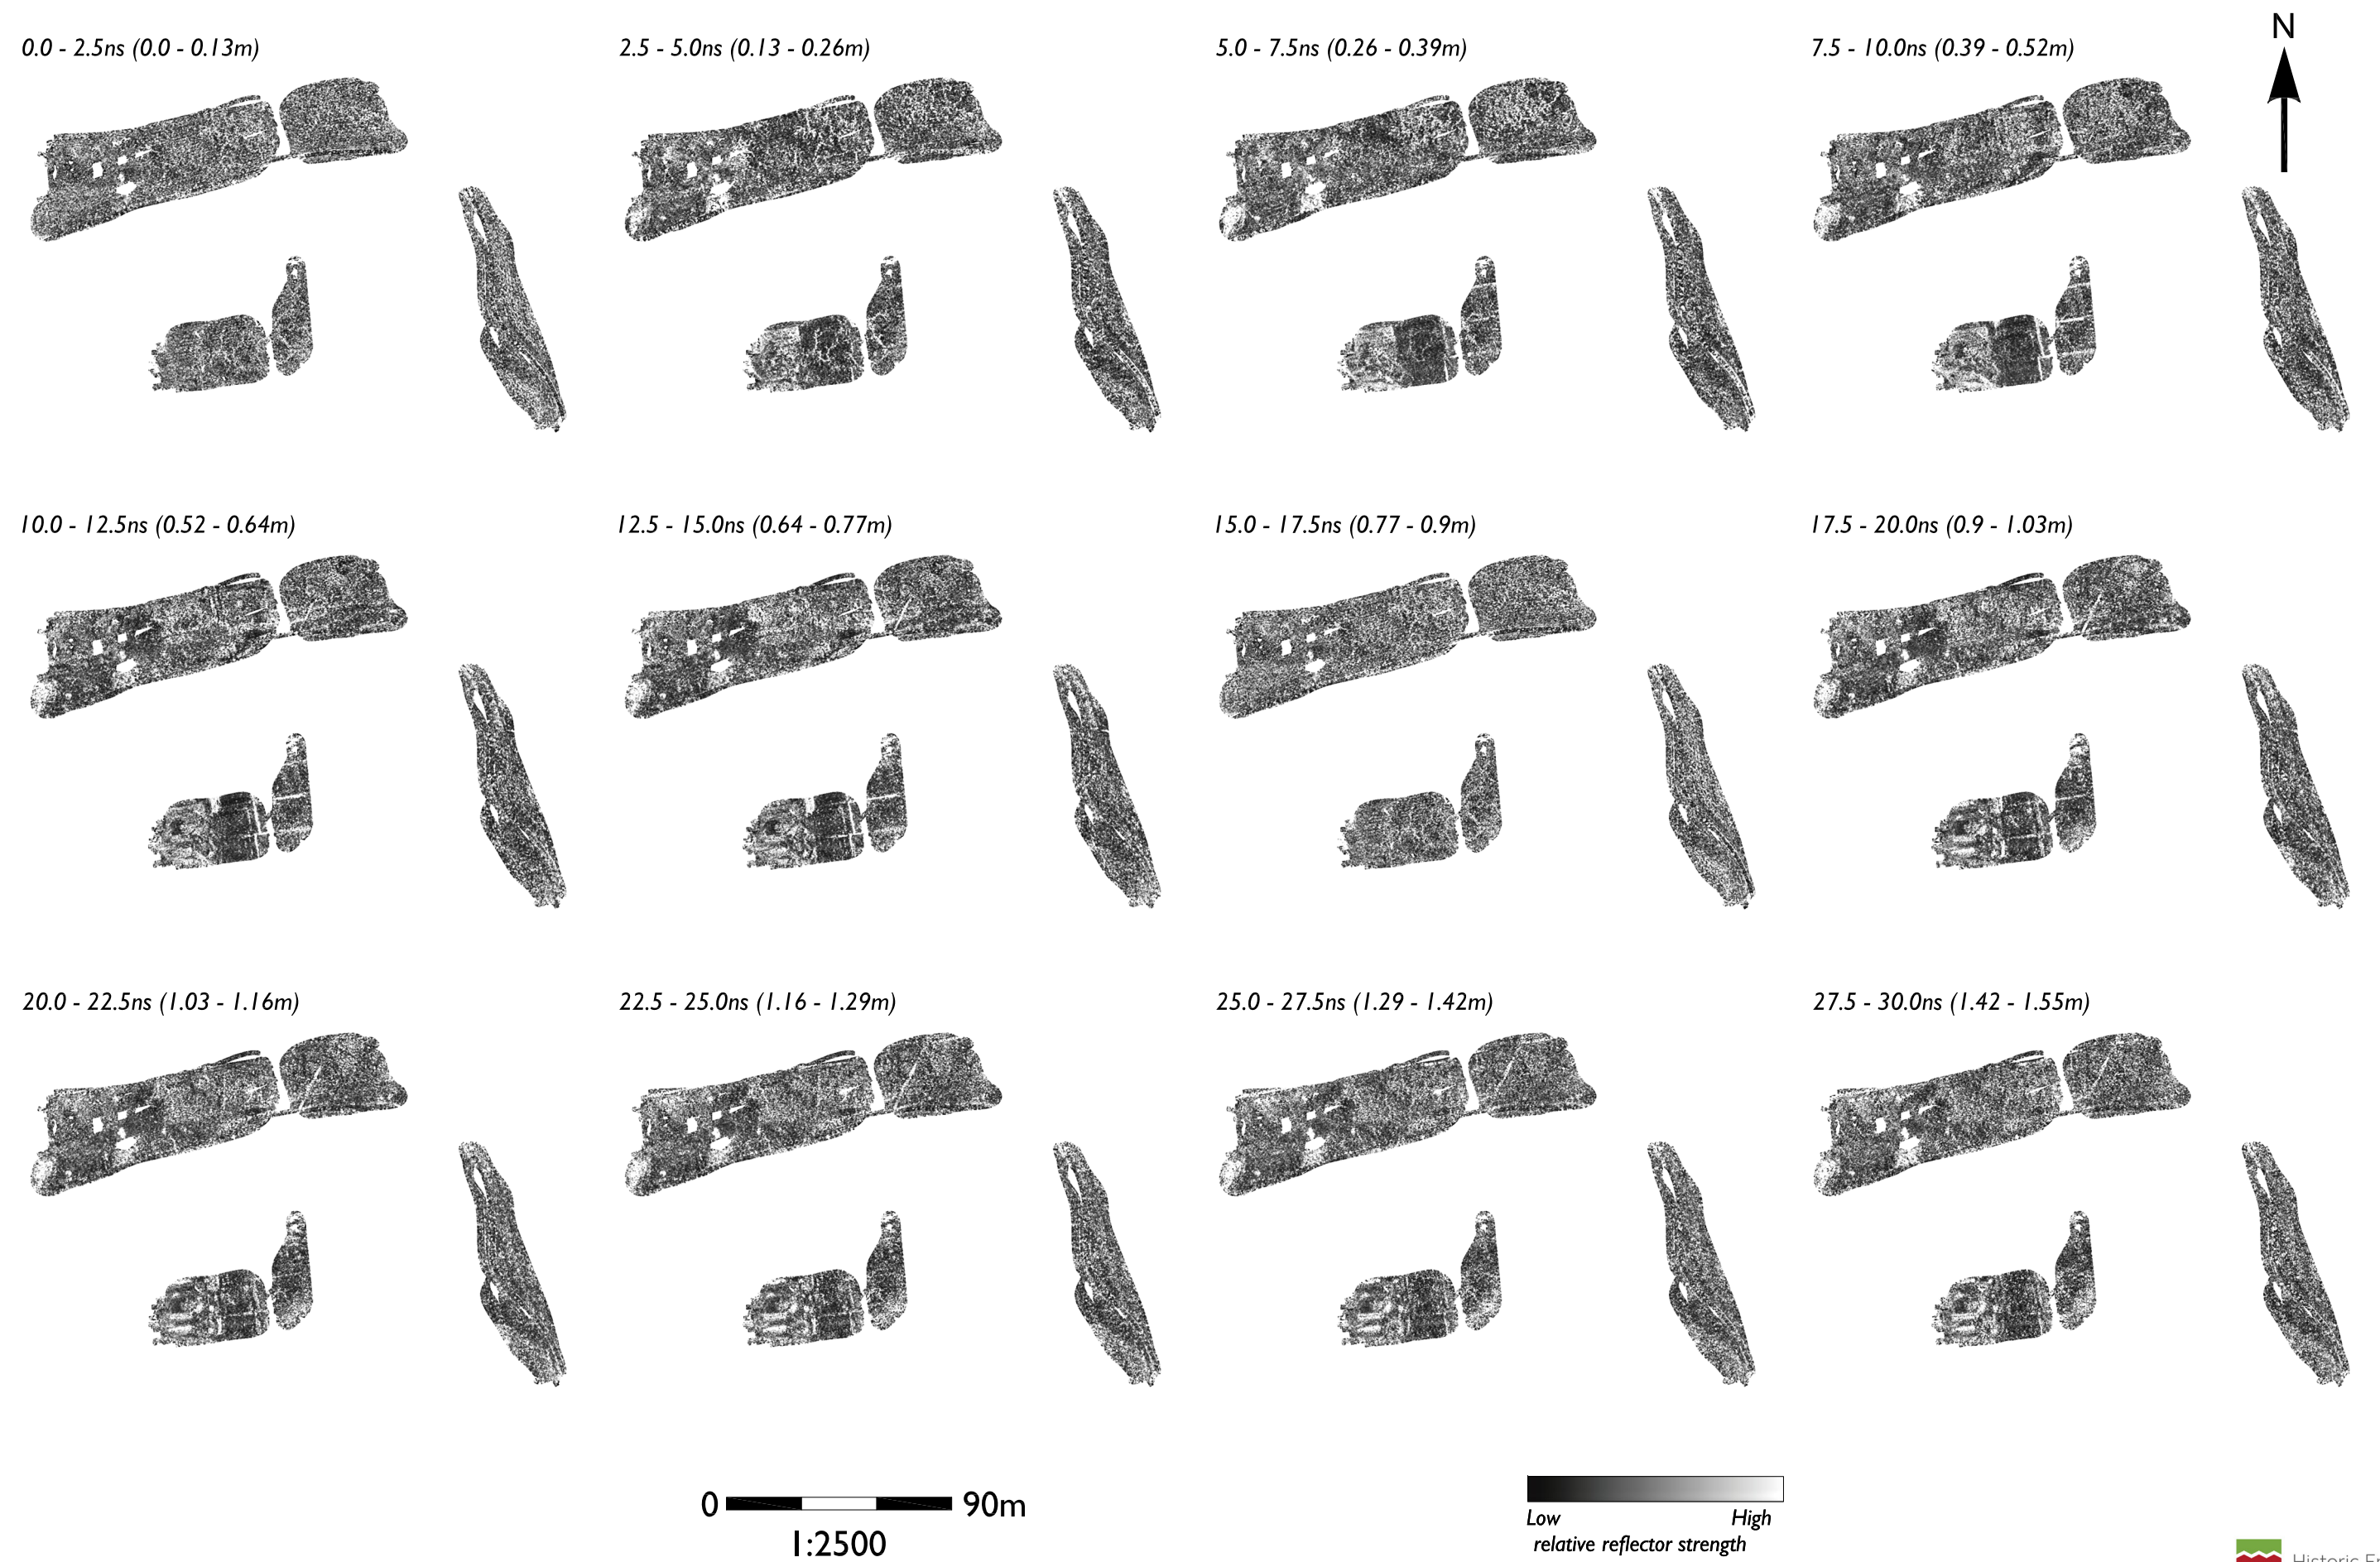 N
0.0 - 2.5ns (0.0 - 0.13m)
2.5 - 5.0ns (0.13 - 0.26m)
5.0 - 7.5ns (0.26 - 0.39m)
7.5 - 10.0ns (0.39 - 0.52m)
10.0 - 12.5ns (0.52 - 0.64m)
12.5 - 15.0ns (0.64 - 0.77m)
15.0 - 17.5ns (0.77 - 0.9m)
17.5 - 20.0ns (0.9 - 1.03m)
20.0 - 22.5ns (1.03 - 1.16m)
22.5 - 25.0ns (1.16 - 1.29m)
25.0 - 27.5ns (1.29 - 1.42m)
27.5 - 30.0ns (1.42 - 1.55m)
0 90m
1:2500
Low High
relative reflector strength